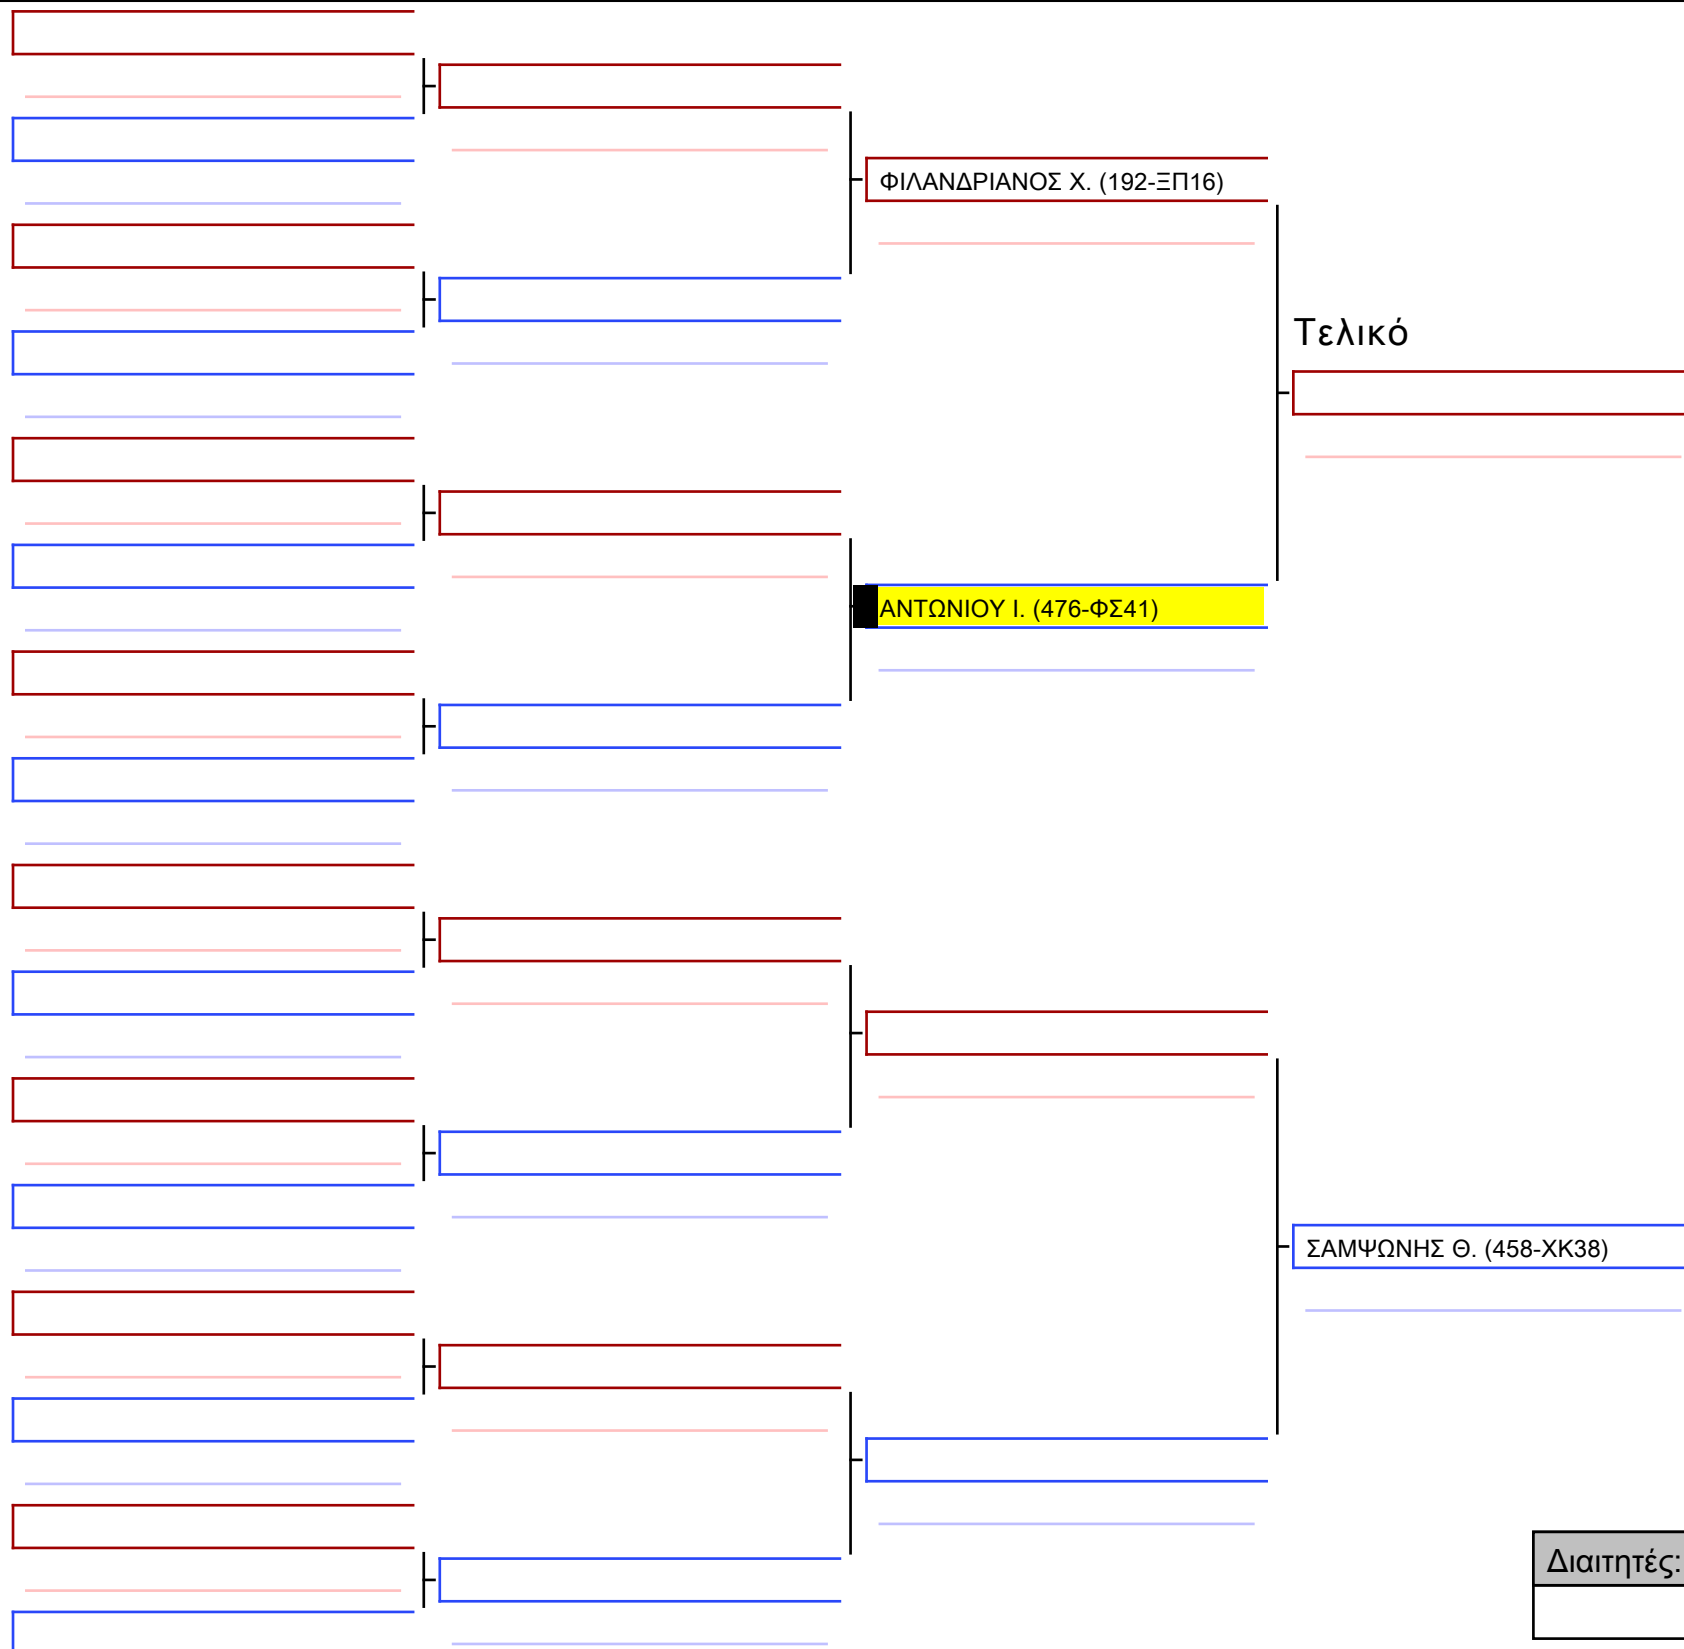 ΦΙΛΑΝΔΡΙΑΝΟΣ Χ. (192-ΞΠ16)
Τελικό
ΑΝΤΩΝΙΟΥ Ι. (476-ΦΣ41)
ΣΑΜΨΩΝΗΣ Θ. (458-ΧΚ38)
Διαιτητές: